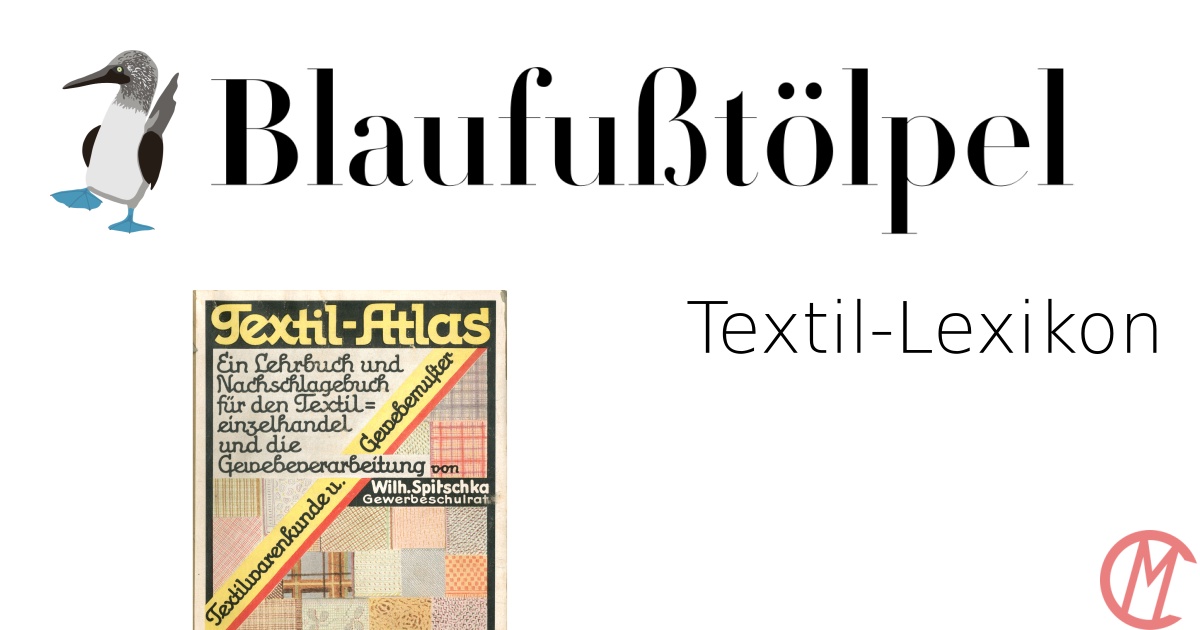 Blaufußtölpel
Textil-Lexikon
Textil-Atlas
Ein Lehrbuch und
Nachschlagebuch
für den Textil=
einzelhandel
und die
Gewebeverarbeitung von
Wilh. Spitschka
Gewerbeschulrat
Textilwarenkunde u.
Gewebemuster
CM